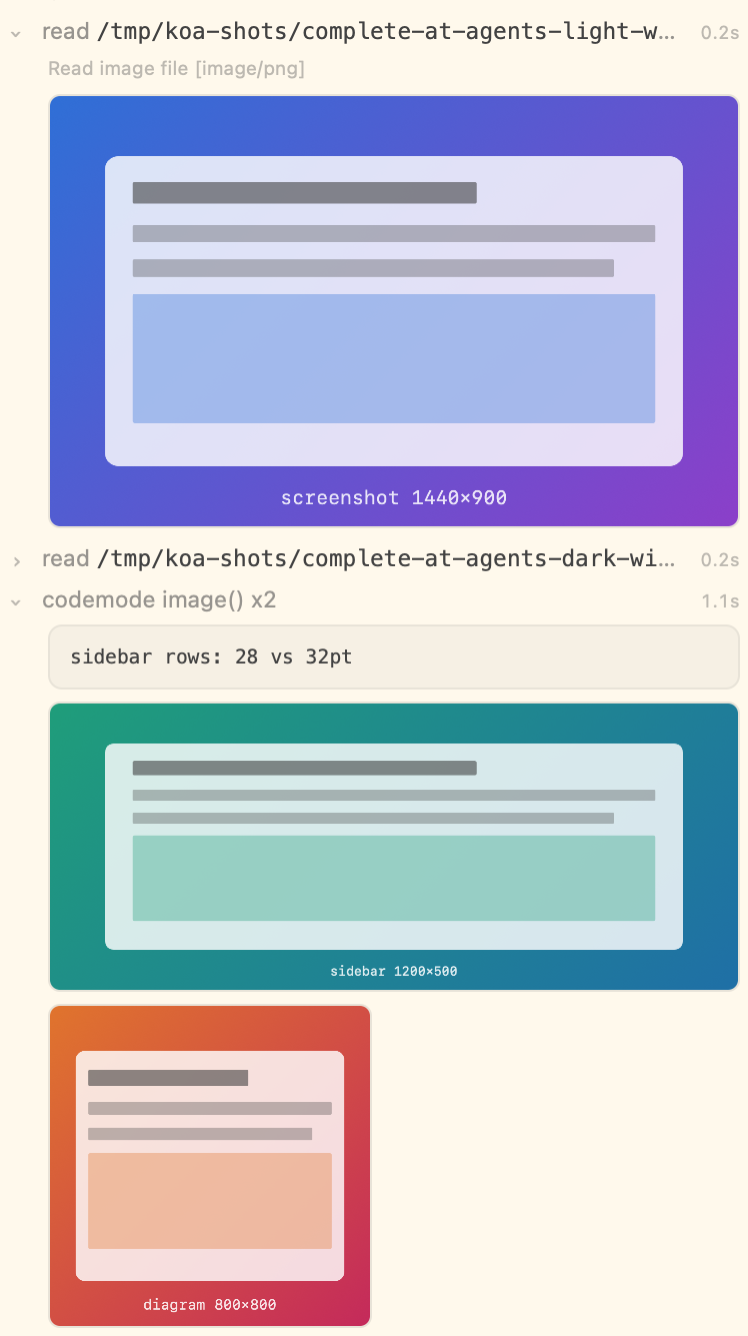 read /tmp/koa-shots/complete-at-agents-light-w… 0.2s
Read image file [image/png]
screenshot 1440×900
read /tmp/koa-shots/complete-at-agents-dark-wi… 0.2s
codemode image() x2 1.1s
sidebar rows: 28 vs 32pt
sidebar 1200×500
diagram 800×800